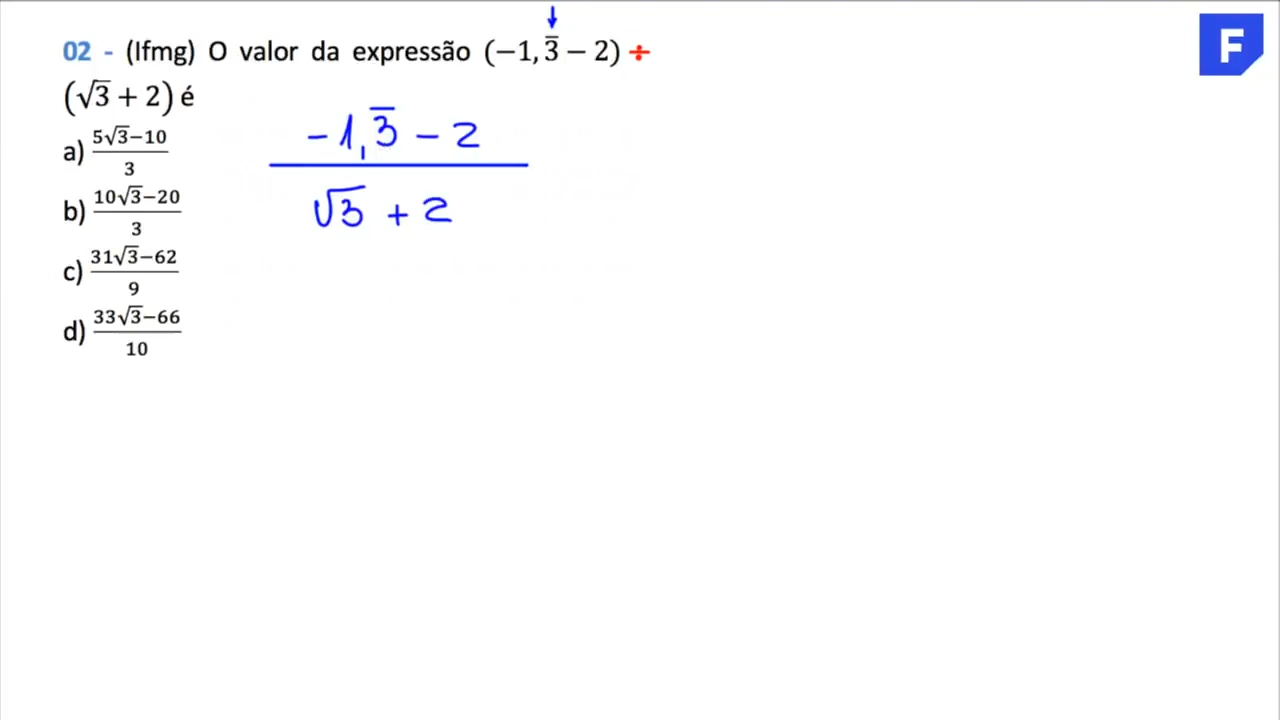 02 - (Ifmg) O valor da expressão (−1,3̅ − 2) ÷
(√3 + 2) é
a) (5√3−10)/3
b) (10√3−20)/3
c) (31√3−62)/9
d) (33√3−66)/10
−1,3̅ − 2
√3 + 2
F